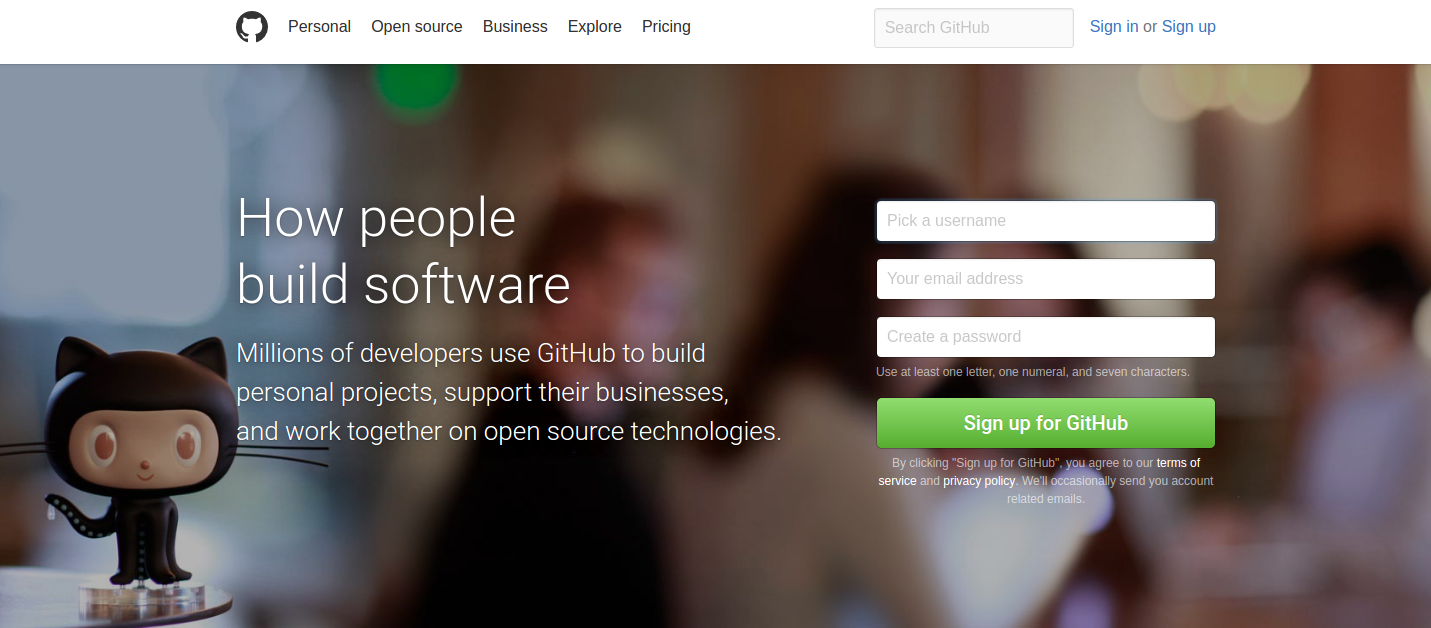 Personal Open source Business Explore Pricing Search GitHub Sign in or Sign up
How people
build software
Millions of developers use GitHub to build
personal projects, support their businesses,
and work together on open source technologies.
Pick a username
Your email address
Create a password
Use at least one letter, one numeral, and seven characters.
Sign up for GitHub
By clicking "Sign up for GitHub", you agree to our terms of
service and privacy policy. We'll occasionally send you account
related emails.